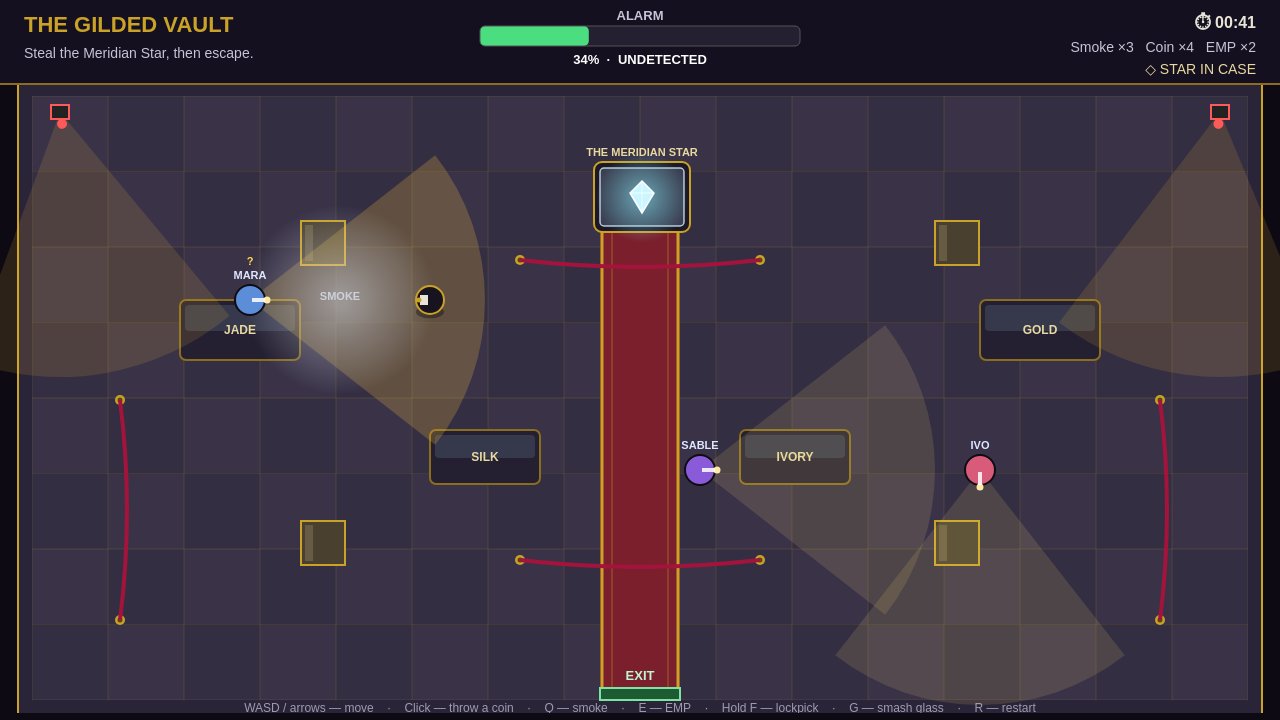 THE GILDED VAULT
Steal the Meridian Star, then escape.
ALARM
34% · UNDETECTED
⏱ 00:41
Smoke ×3 Coin ×4 EMP ×2
◇ STAR IN CASE
THE MERIDIAN STAR
?
MARA
SMOKE
JADE
GOLD
SABLE
IVO
SILK
IVORY
EXIT
WASD / arrows — move · Click — throw a coin · Q — smoke · E — EMP · Hold F — lockpick · G — smash glass · R — restart